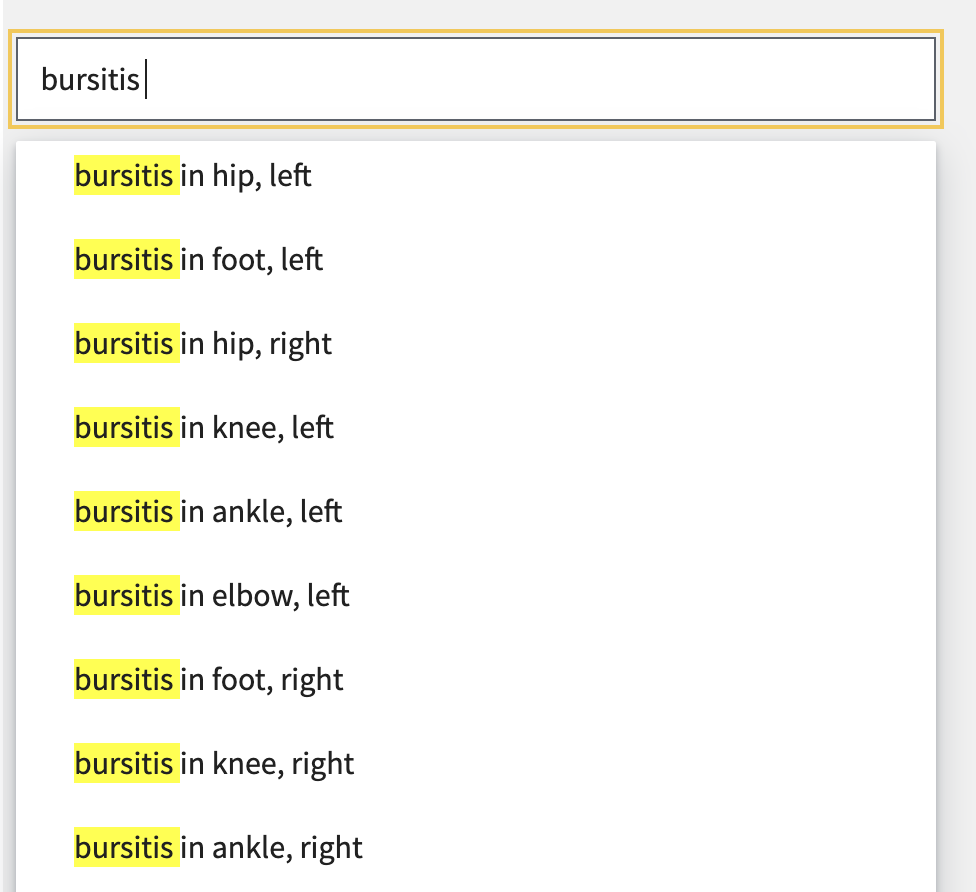 bursitis
bursitis in hip, left
bursitis in foot, left
bursitis in hip, right
bursitis in knee, left
bursitis in ankle, left
bursitis in elbow, left
bursitis in foot, right
bursitis in knee, right
bursitis in ankle, right